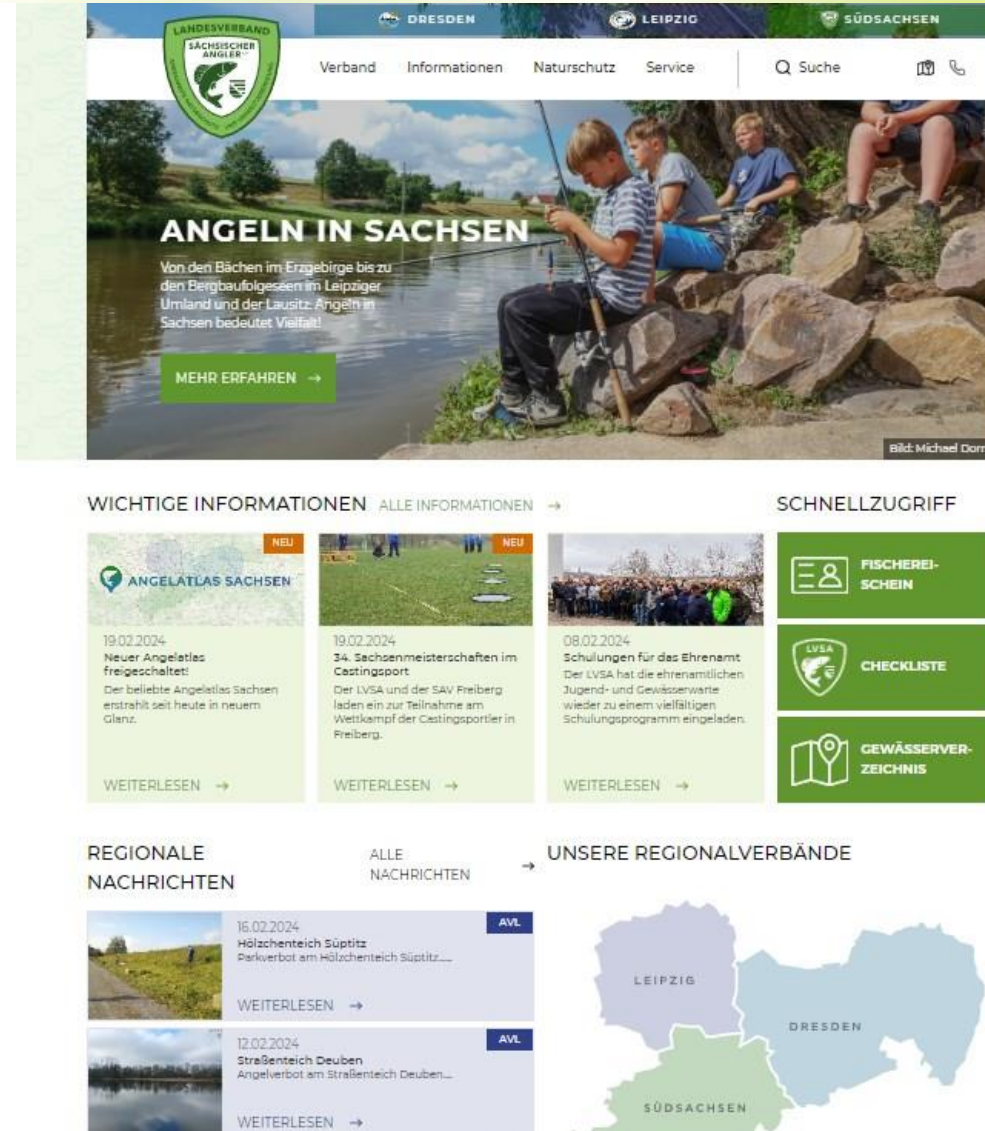 DRESDEN
LEIPZIG
SÜDSACHSEN
LANDESVERBAND
SÄCHSISCHER
ANGLER
Verband
Informationen
Naturschutz
Service
Suche
ANGELN IN SACHSEN
Von den Bächen im Erzgebirge bis zu
den Bergbaufolgeseen im Leipziger
Umland und der Lausitz: Angeln in
Sachsen bedeutet Vielfalt!
MEHR ERFAHREN →
Bild: Michael Dorn
WICHTIGE INFORMATIONEN ALLE INFORMATIONEN →
NEU
ANGELATLAS SACHSEN
19.02.2024
Neuer Angelatlas
freigeschaltet!
Der beliebte Angelatlas Sachsen
erstrahlt seit heute in neuem
Glanz.
WEITERLESEN →
NEU
19.02.2024
34. Sachsenmeisterschaften im
Castingsport
Der LVSA und der SAV Freiberg
laden ein zur Teilnahme am
Wettkampf der Castingsportler in
Freiberg.
WEITERLESEN →
08.02.2024
Schulungen für das Ehrenamt
Der LVSA hat die ehrenamtlichen
Jugend- und Gewässerwarte
wieder zu einem vielfältigen
Schulungsprogramm eingeladen.
WEITERLESEN →
SCHNELLZUGRIFF
FISCHEREI-
SCHEIN
LVSA
CHECKLISTE
GEWÄSSERVER-
ZEICHNIS
REGIONALE
NACHRICHTEN
ALLE
NACHRICHTEN →
AVL
16.02.2024
Hölzchenteich Süptitz
Parkverbot am Hölzchenteich Süptitz.....
WEITERLESEN →
AVL
12.02.2024
Straßenteich Deuben
Angelverbot am Straßenteich Deuben....
WEITERLESEN →
UNSERE REGIONALVERBÄNDE
LEIPZIG
DRESDEN
SÜDSACHSEN